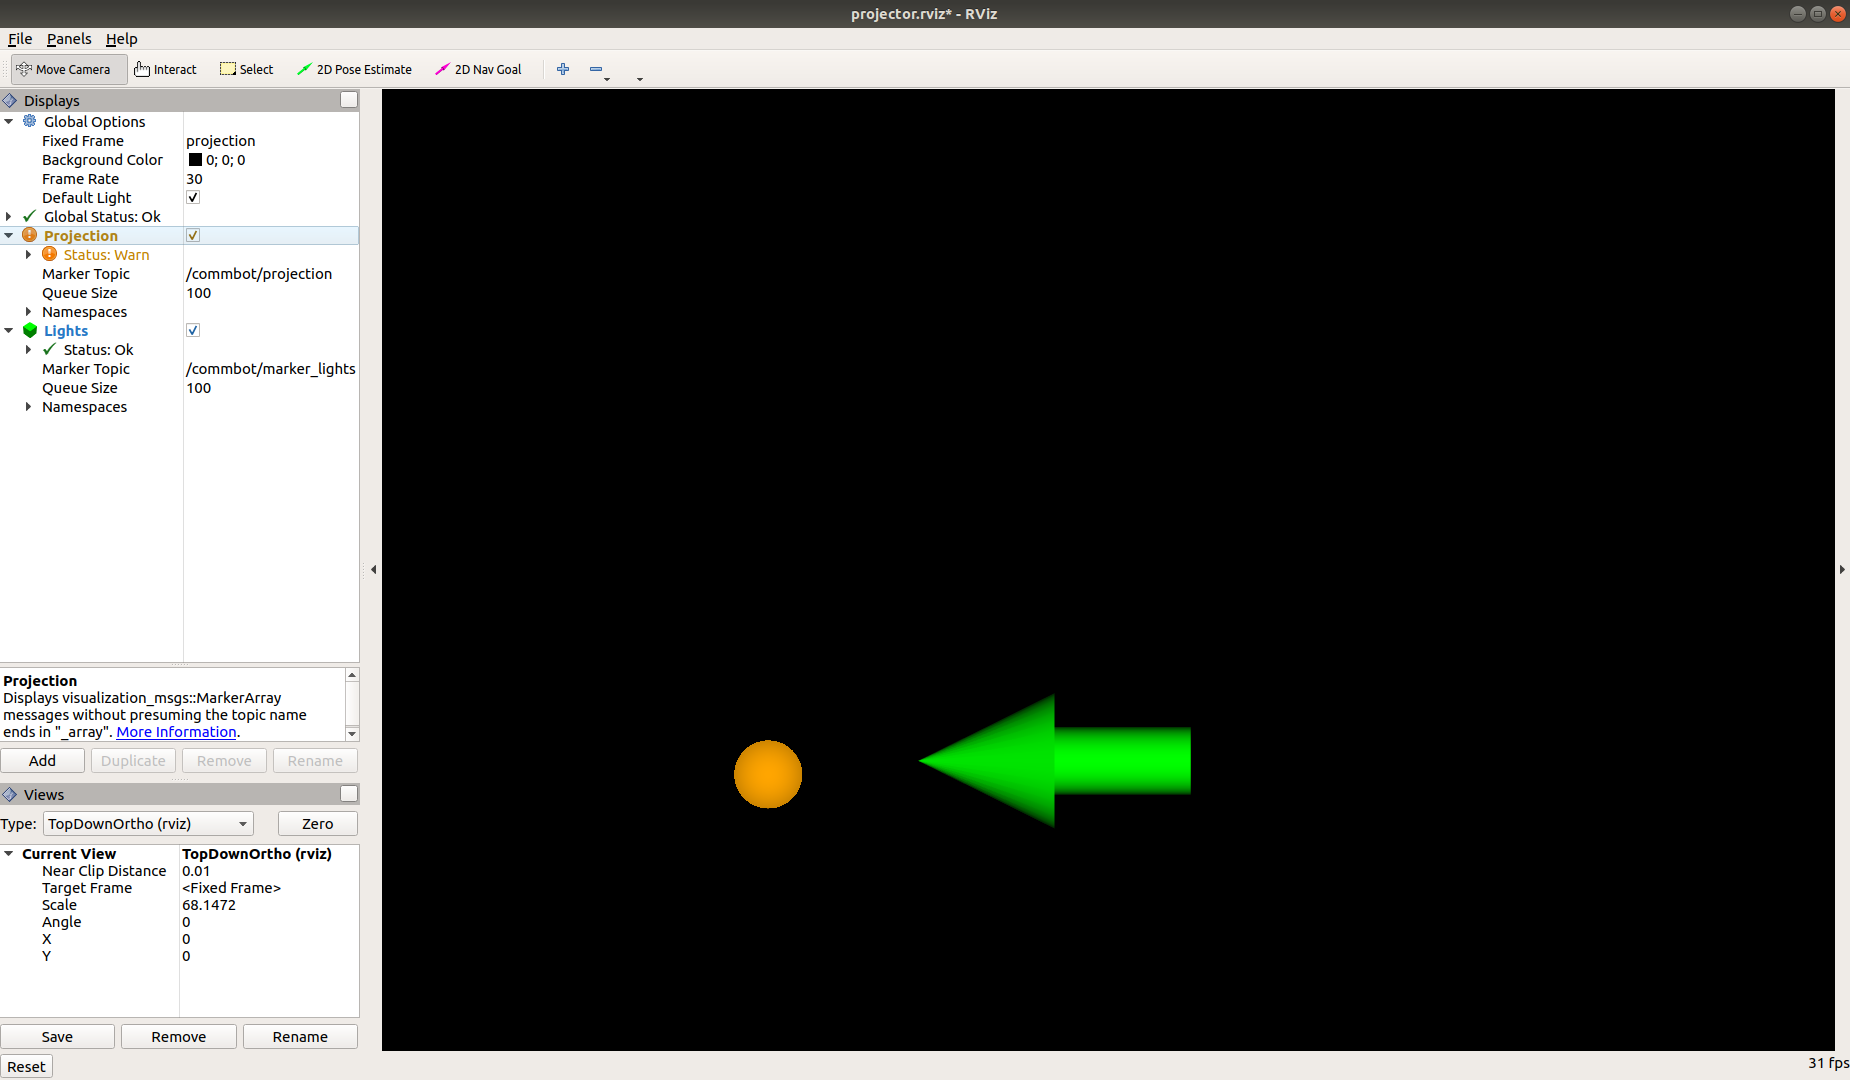 projector.rviz* - RViz
File Panels Help
Move Camera Interact Select 2D Pose Estimate 2D Nav Goal
Displays
Global Options
Fixed Frame projection
Background Color 0; 0; 0
Frame Rate 30
Default Light
Global Status: Ok
Projection
Status: Warn
Marker Topic /commbot/projection
Queue Size 100
Namespaces
Lights
Status: Ok
Marker Topic /commbot/marker_lights
Queue Size 100
Namespaces
Projection
Displays visualization_msgs::MarkerArray
messages without presuming the topic name
ends in "_array". More Information.
Add Duplicate Remove Rename
Views
Type: TopDownOrtho (rviz) Zero
Current View TopDownOrtho (rviz)
Near Clip Distance 0.01
Target Frame <Fixed Frame>
Scale 68.1472
Angle 0
X 0
Y 0
Save Remove Rename
Reset
31 fps